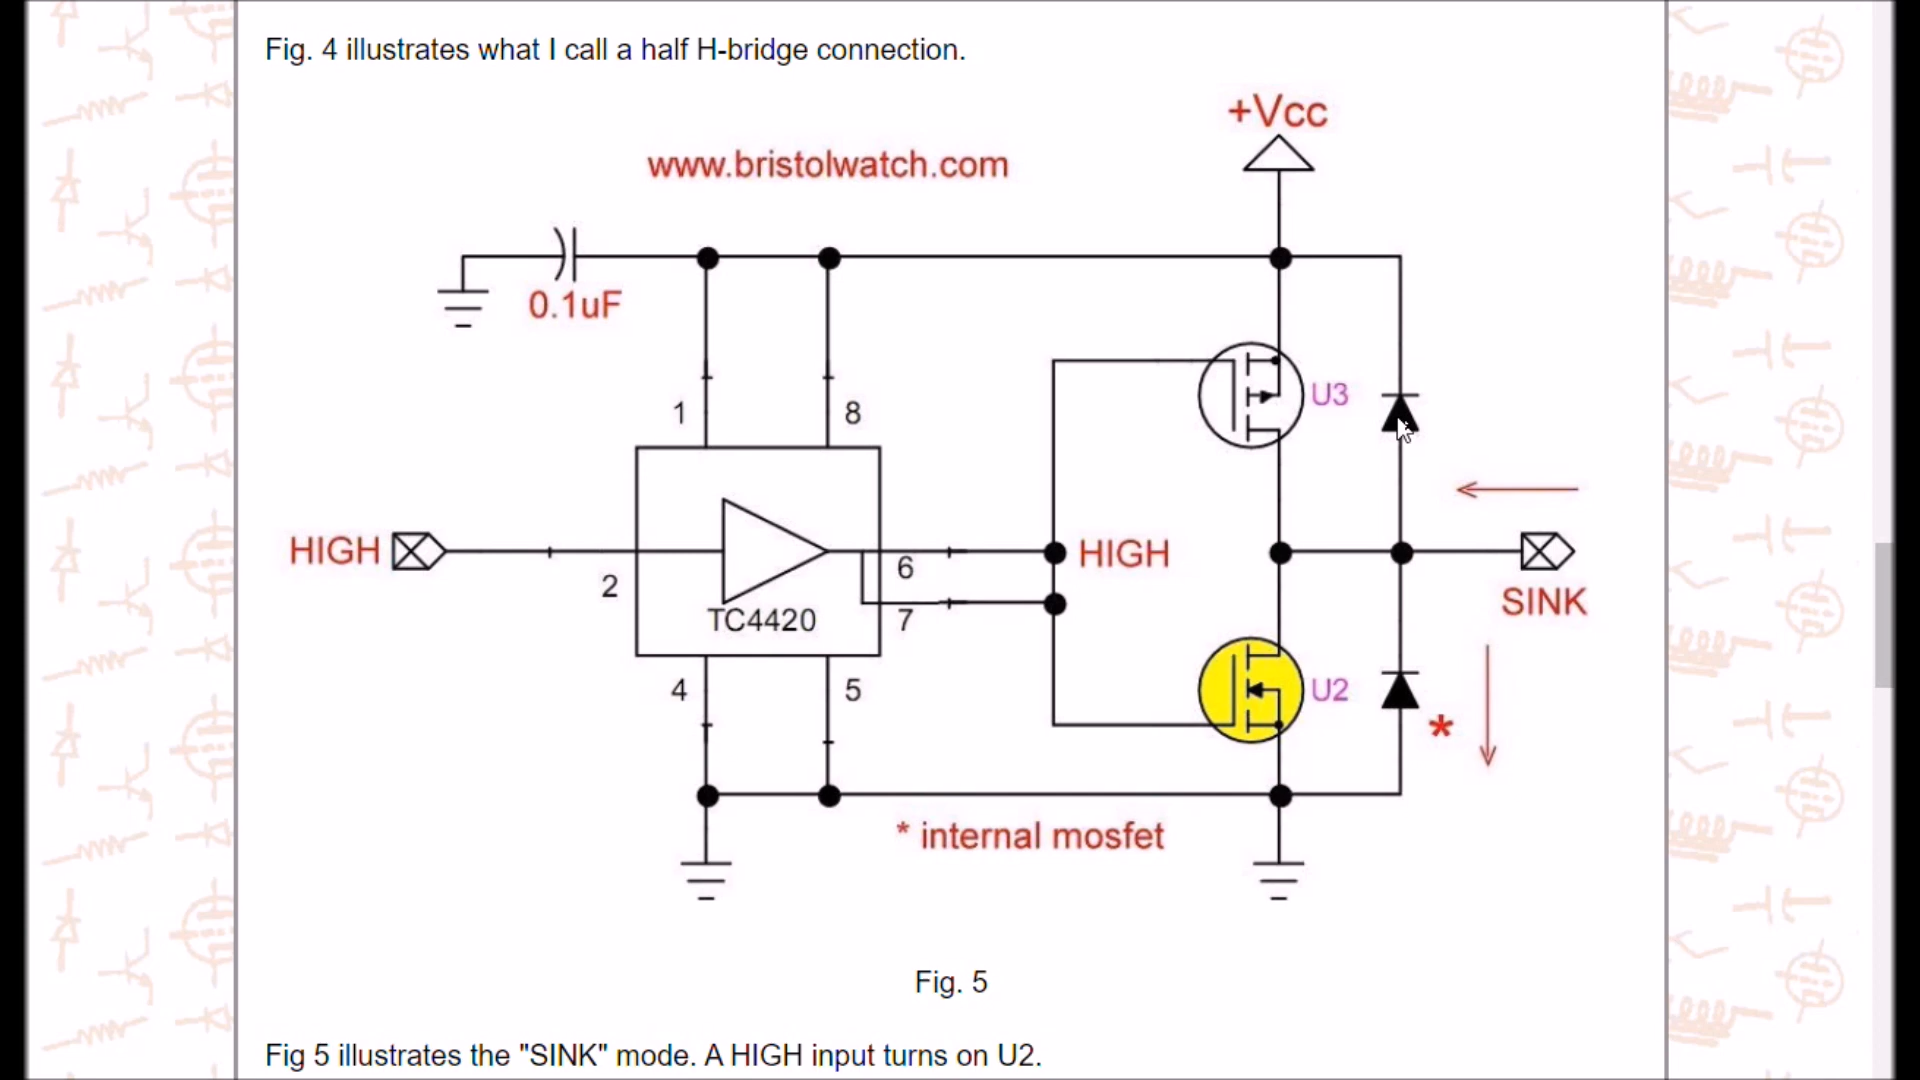 Fig. 4 illustrates what I call a half H-bridge connection.
+Vcc
www.bristolwatch.com
0.1uF
1
8
U3
HIGH
2
TC4420
6
7
HIGH
SINK
4
5
U2
*
* internal mosfet
Fig. 5
Fig 5 illustrates the "SINK" mode. A HIGH input turns on U2.